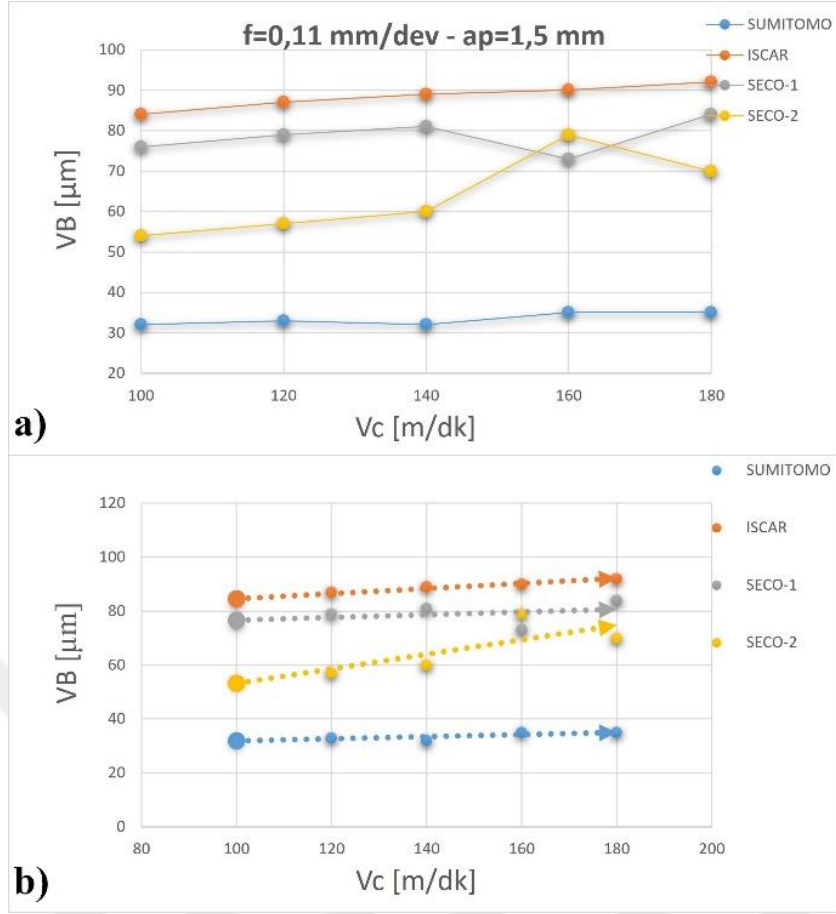 f=0,11 mm/dev - ap=1,5 mm
SUMITOMO
ISCAR
SECO-1
SECO-2
VB [µm]
100
90
80
70
60
50
40
30
20
100 120 140 160 180
Vc [m/dk]
a)
SUMITOMO
ISCAR
SECO-1
SECO-2
VB [µm]
120
100
80
60
40
20
0
80 100 120 140 160 180 200
Vc [m/dk]
b)